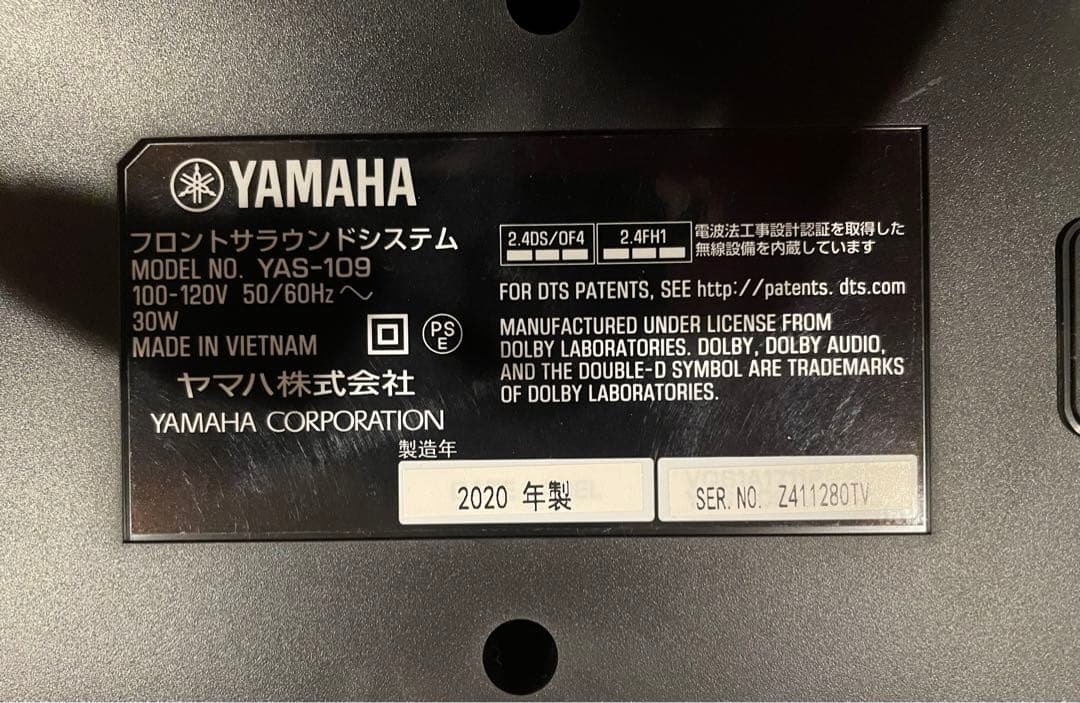 YAMAHA
フロントサラウンドシステム
MODEL NO. YAS-109
100-120V 50/60Hz ～
30W
MADE IN VIETNAM
PS
E
ヤマハ株式会社
YAMAHA CORPORATION
2.4DS/OF4
2.4FH1
電波法工事設計認証を取得した
無線設備を内蔵しています
FOR DTS PATENTS, SEE http://patents.dts.com
MANUFACTURED UNDER LICENSE FROM
DOLBY LABORATORIES. DOLBY, DOLBY AUDIO,
AND THE DOUBLE-D SYMBOL ARE TRADEMARKS
OF DOLBY LABORATORIES.
製造年
2020 年製
SER. NO. Z411280TV